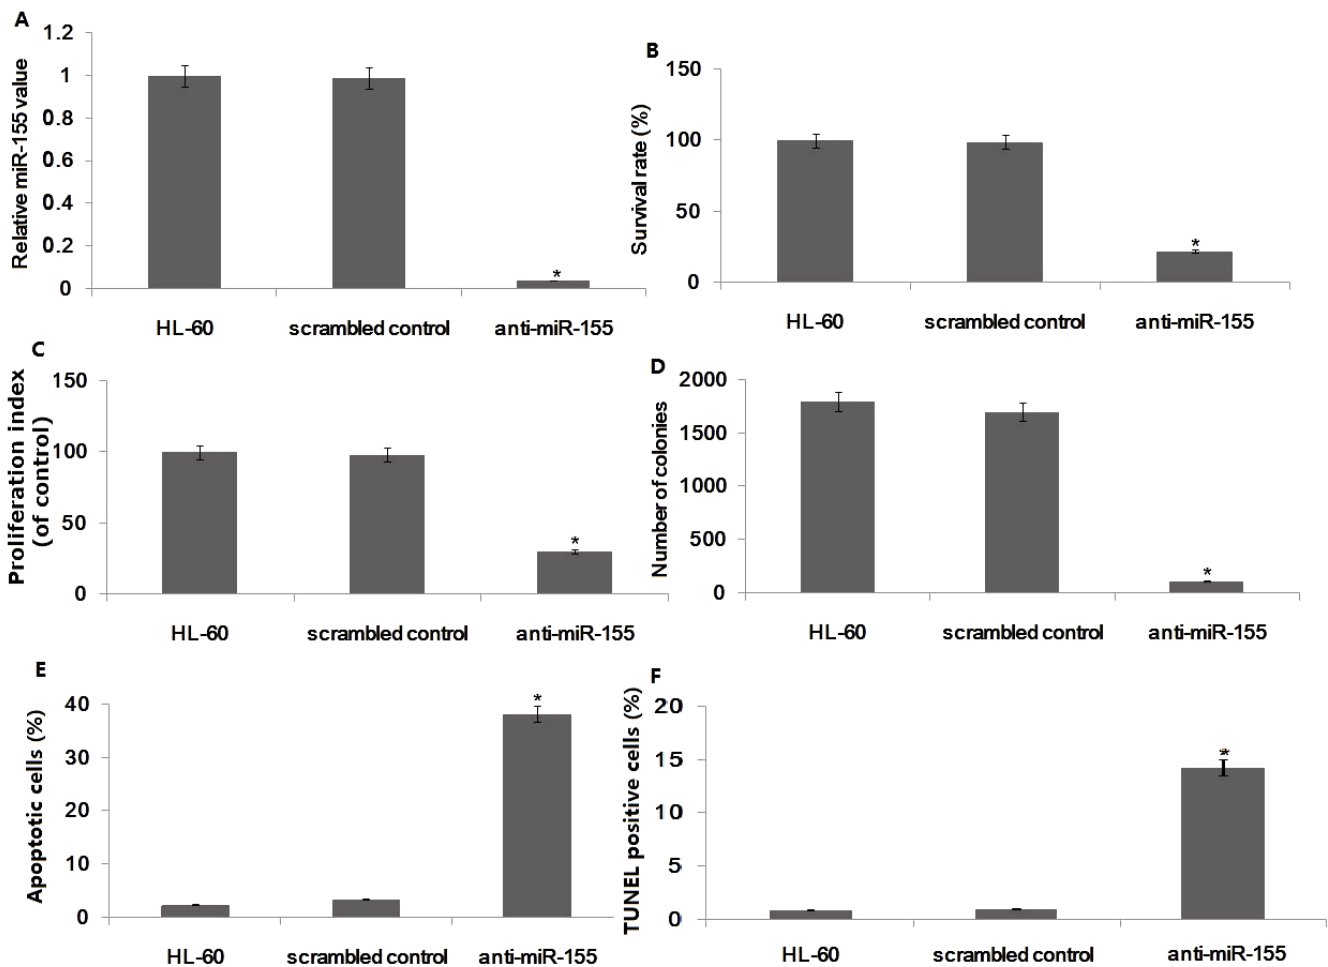 A
Relative miR-155 value
1.2
1
0.8
0.6
0.4
0.2
0
*
HL-60 scrambled control anti-miR-155
B
Survival rate (%)
150
100
50
0
*
HL-60 scrambled control anti-miR-155
C
Proliferation index
(of control)
150
100
50
0
*
HL-60 scrambled control anti-miR-155
D
Number of colonies
2000
1500
1000
500
0
*
HL-60 scrambled control anti-miR-155
E
Apoptotic cells (%)
40
30
20
10
0
*
HL-60 scrambled control anti-miR-155
F
TUNEL positive cells (%)
20
15
10
5
0
*
HL-60 scrambled control anti-miR-155